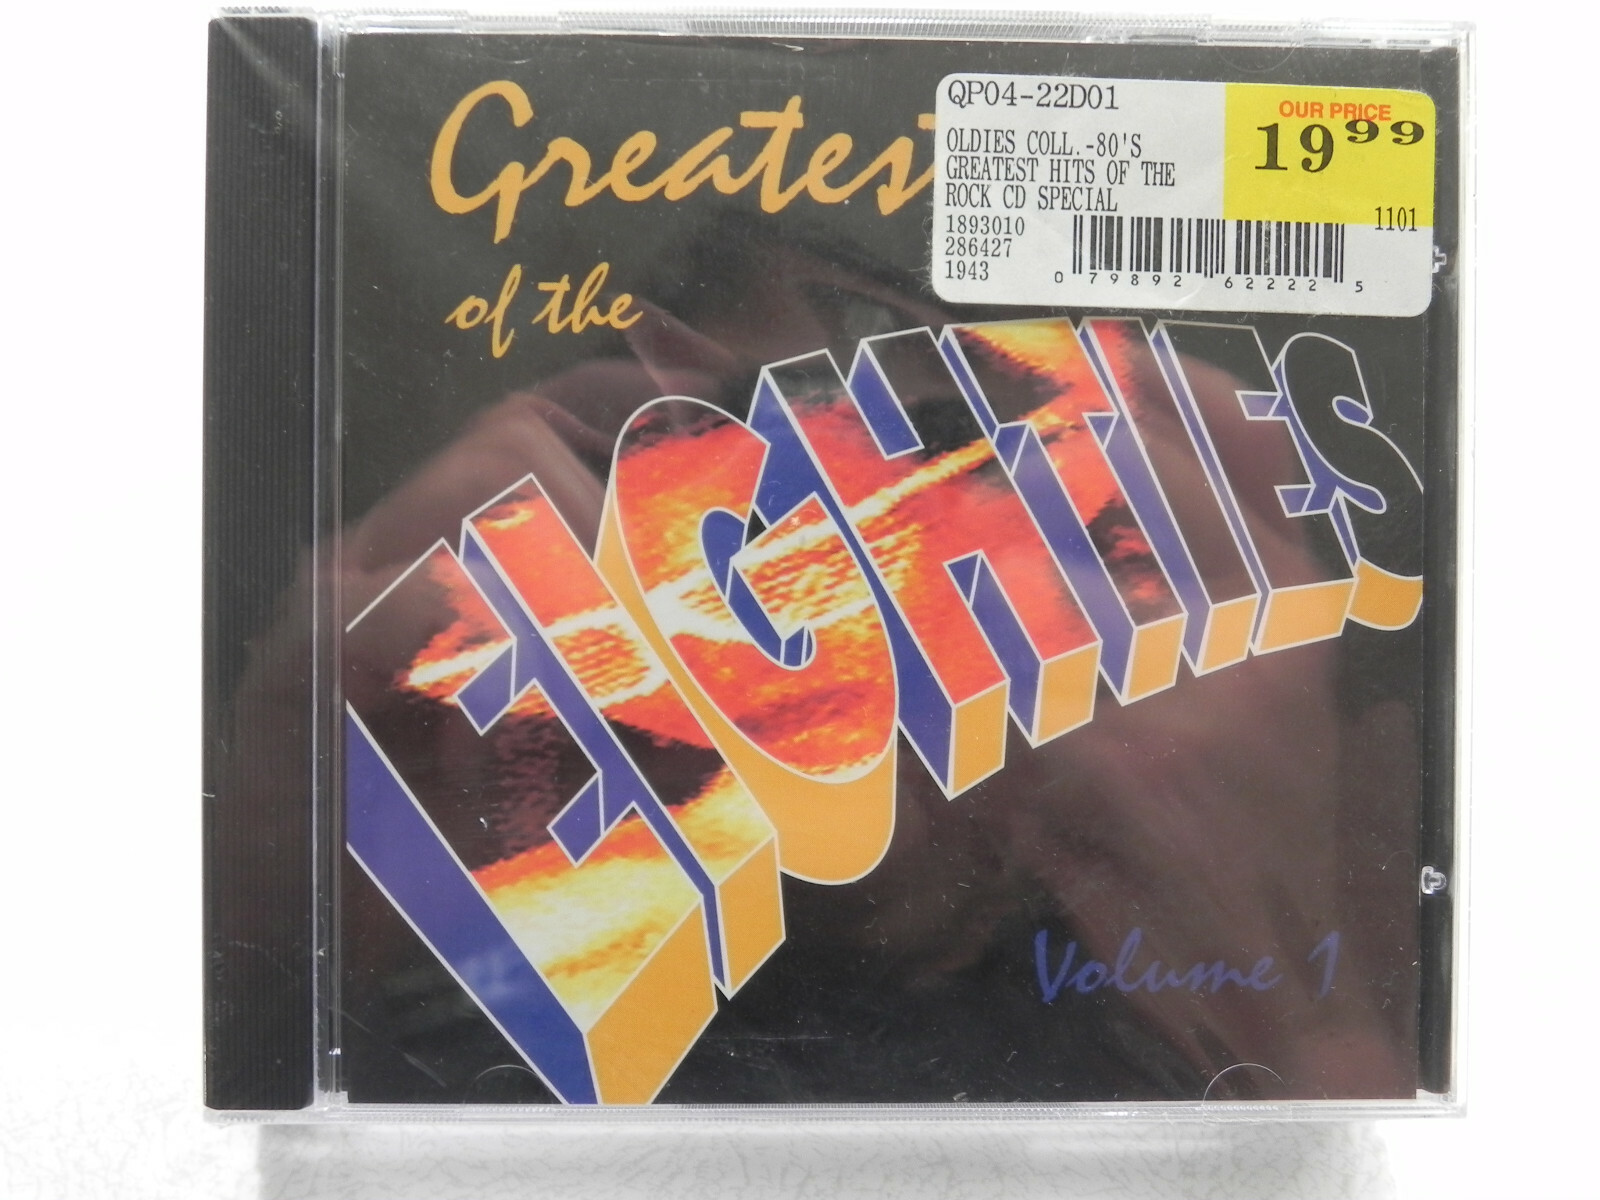 Greates
of the
EIGHTIES
Volume 1
QP04-22D01
OUR PRICE
19 99
OLDIES COLL.-80'S
GREATEST HITS OF THE
ROCK CD SPECIAL
1893010
1101
286427
1943
0 79892 62222 5